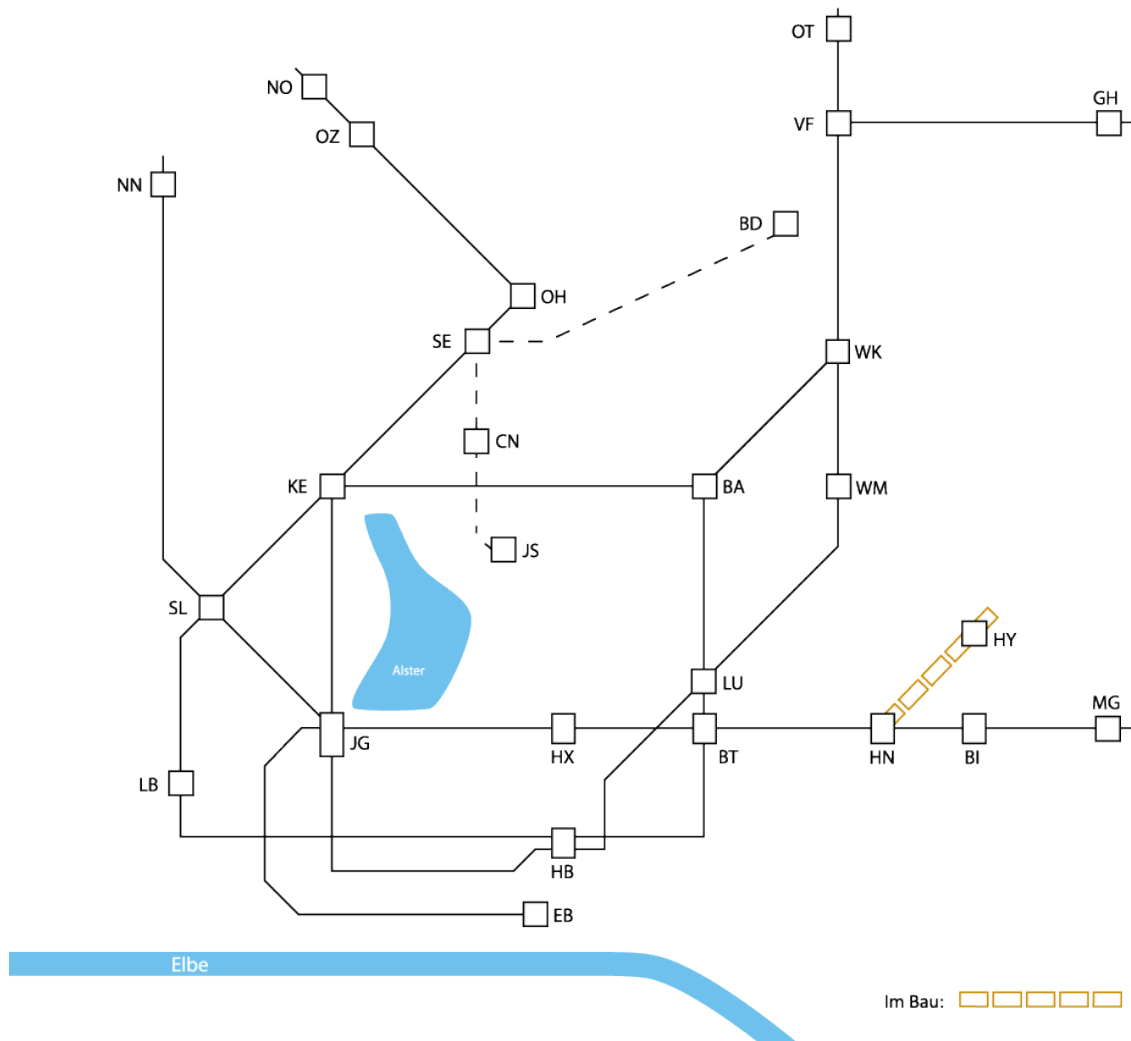 OT
NO
GH
VF
OZ
NN
BD
OH
SE
WK
CN
KE
BA
WM
JS
SL
HY
Alster
LU
MG
JG
HX
BT
HN
BI
LB
HB
EB
Elbe
Im Bau: